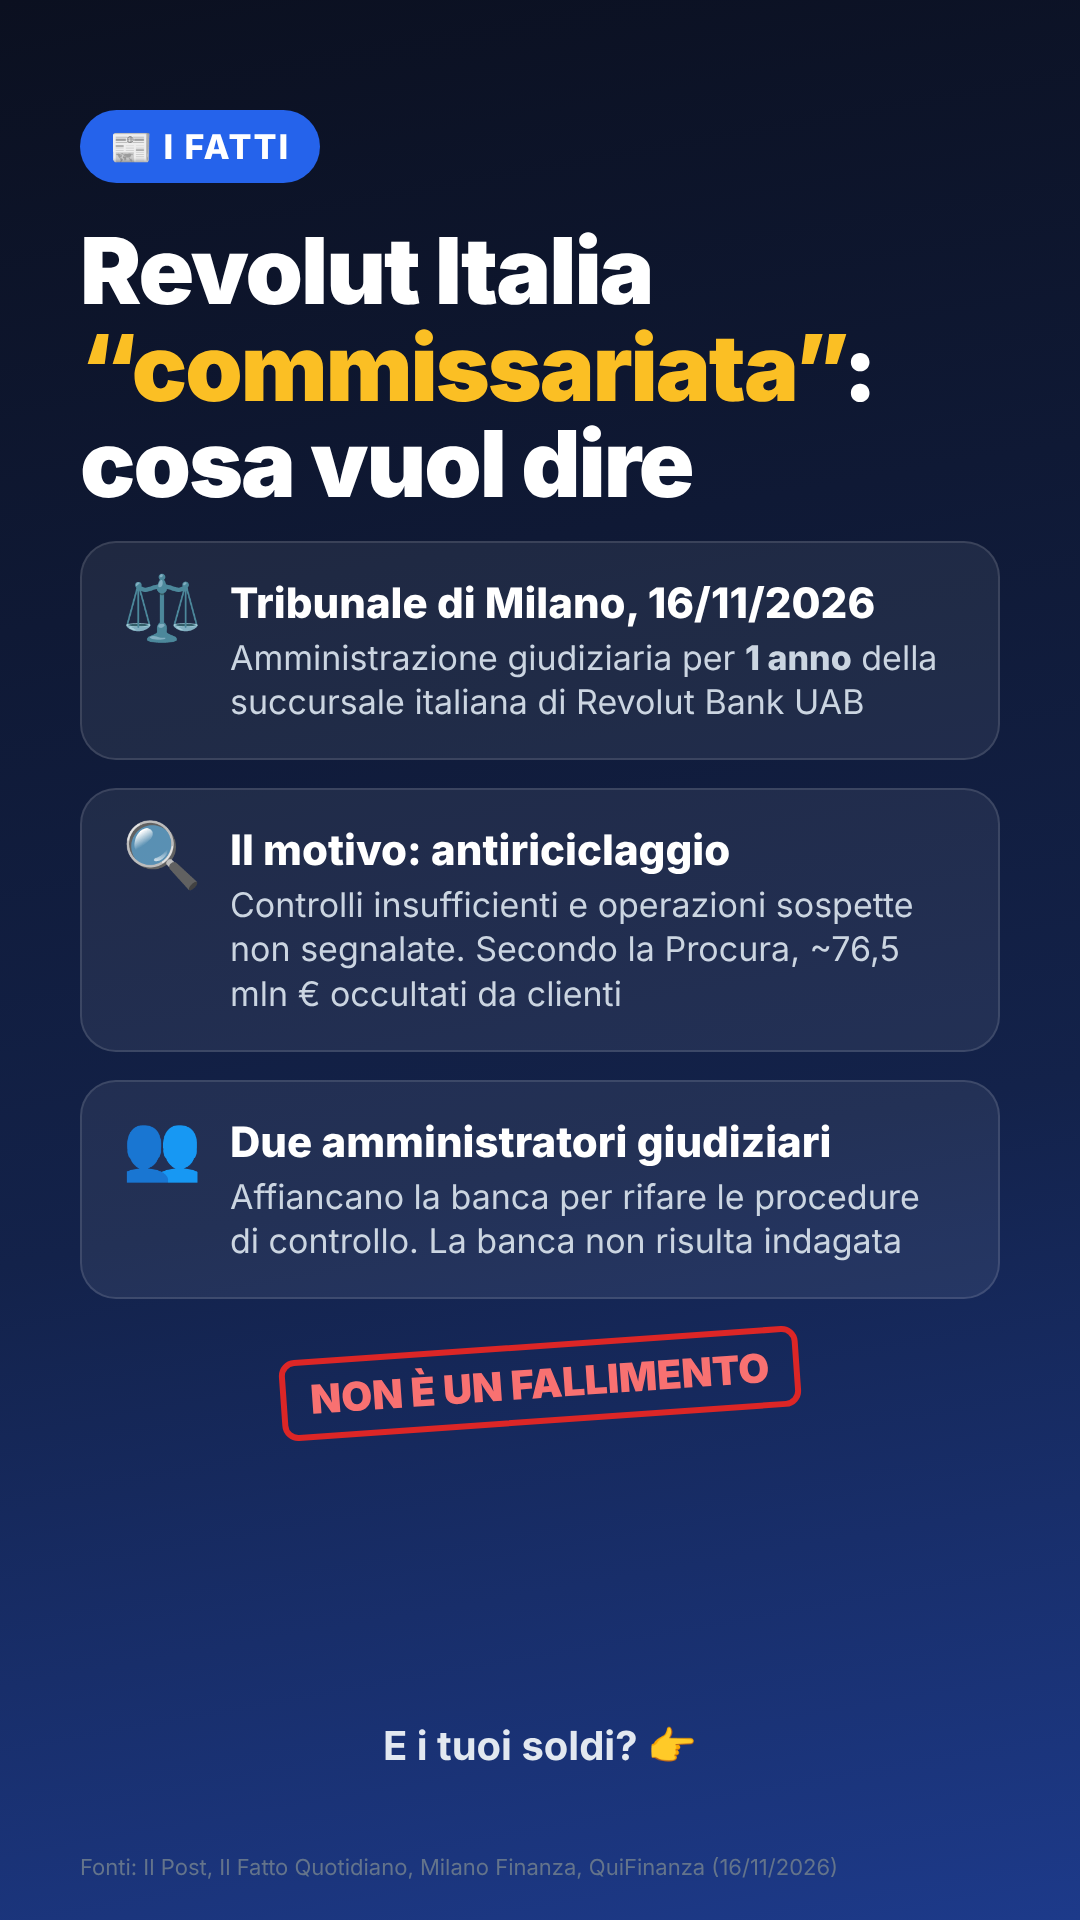 📰 I FATTI
Revolut Italia
“commissariata”:
cosa vuol dire
Tribunale di Milano, 16/11/2026
Amministrazione giudiziaria per 1 anno della
succursale italiana di Revolut Bank UAB
Il motivo: antiriciclaggio
Controlli insufficienti e operazioni sospette
non segnalate. Secondo la Procura, ~76,5
mln € occultati da clienti
Due amministratori giudiziari
Affiancano la banca per rifare le procedure
di controllo. La banca non risulta indagata
NON È UN FALLIMENTO
E i tuoi soldi? 👉
Fonti: Il Post, Il Fatto Quotidiano, Milano Finanza, QuiFinanza (16/11/2026)